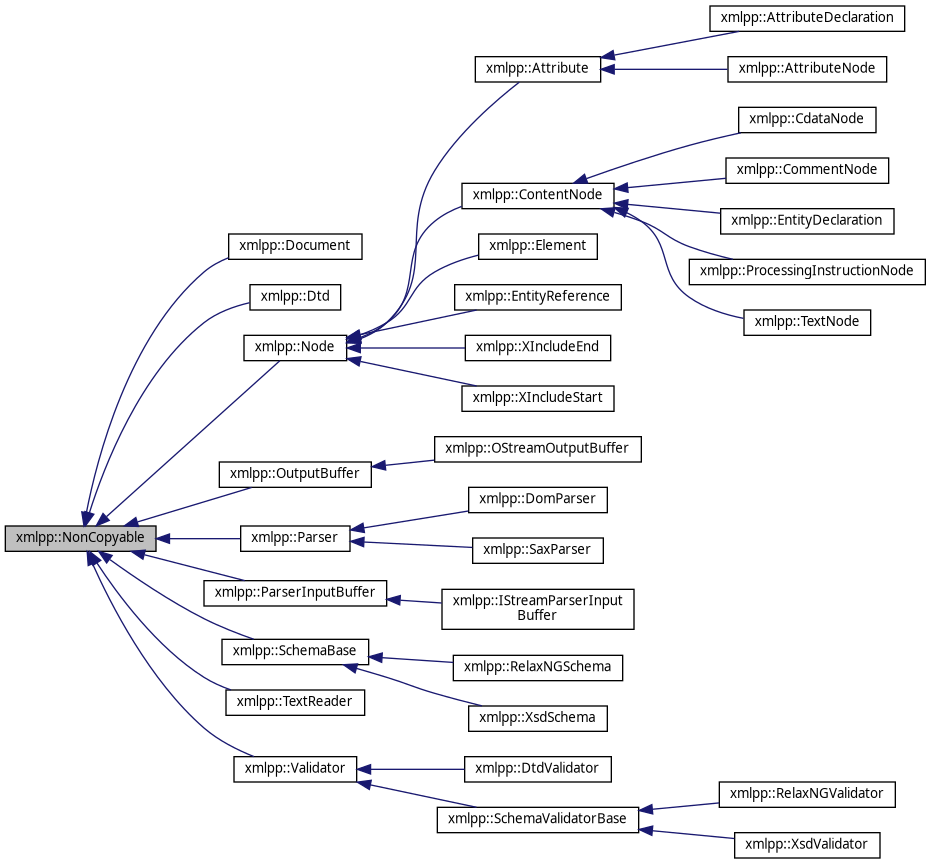 xmlpp::AttributeDeclaration
xmlpp::Attribute
xmlpp::AttributeNode
xmlpp::CdataNode
xmlpp::CommentNode
xmlpp::ContentNode
xmlpp::EntityDeclaration
xmlpp::Document
xmlpp::Element
xmlpp::ProcessingInstructionNode
xmlpp::Dtd
xmlpp::EntityReference
xmlpp::TextNode
xmlpp::Node
xmlpp::XIncludeEnd
xmlpp::XIncludeStart
xmlpp::OutputBuffer
xmlpp::OStreamOutputBuffer
xmlpp::DomParser
xmlpp::NonCopyable
xmlpp::Parser
xmlpp::SaxParser
xmlpp::ParserInputBuffer
xmlpp::IStreamParserInput
Buffer
xmlpp::SchemaBase
xmlpp::RelaxNGSchema
xmlpp::TextReader
xmlpp::XsdSchema
xmlpp::Validator
xmlpp::DtdValidator
xmlpp::RelaxNGValidator
xmlpp::SchemaValidatorBase
xmlpp::XsdValidator